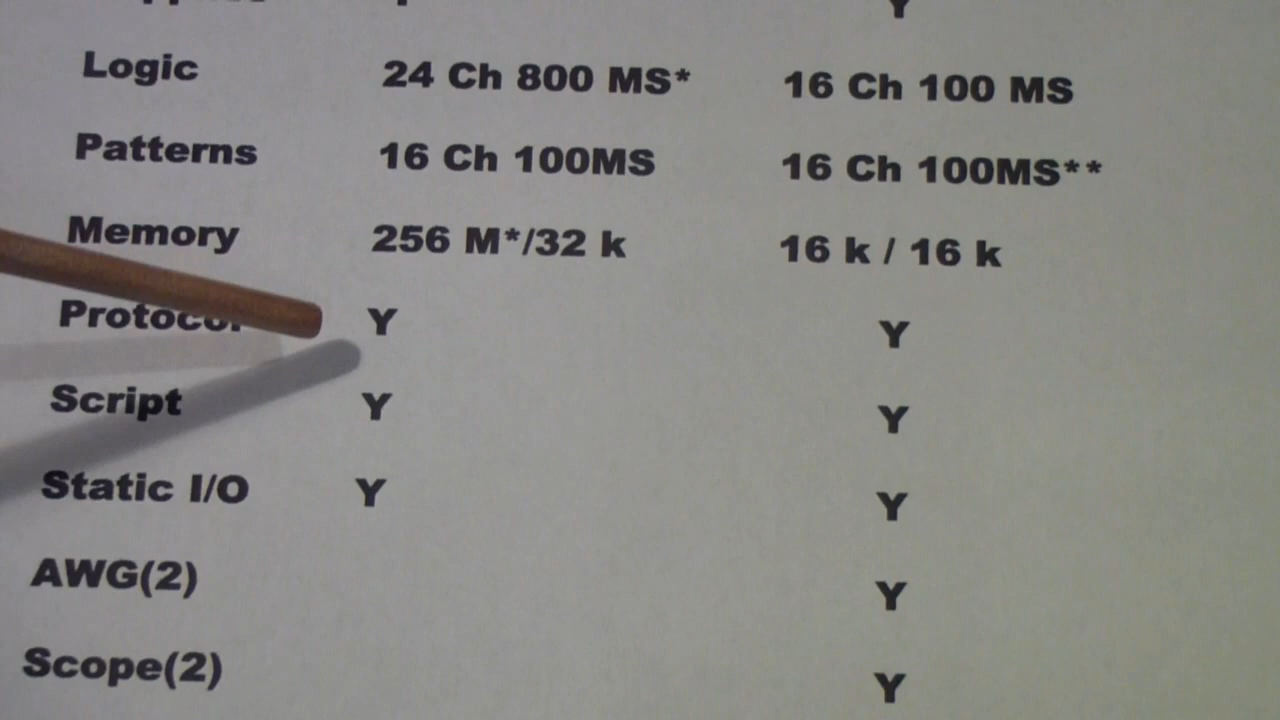 Y
Logic 24 Ch 800 MS* 16 Ch 100 MS
Patterns 16 Ch 100MS 16 Ch 100MS**
Memory 256 M*/32 k 16 k / 16 k
Protocol Y Y
Script Y Y
Static I/O Y Y
AWG(2) Y
Scope(2) Y